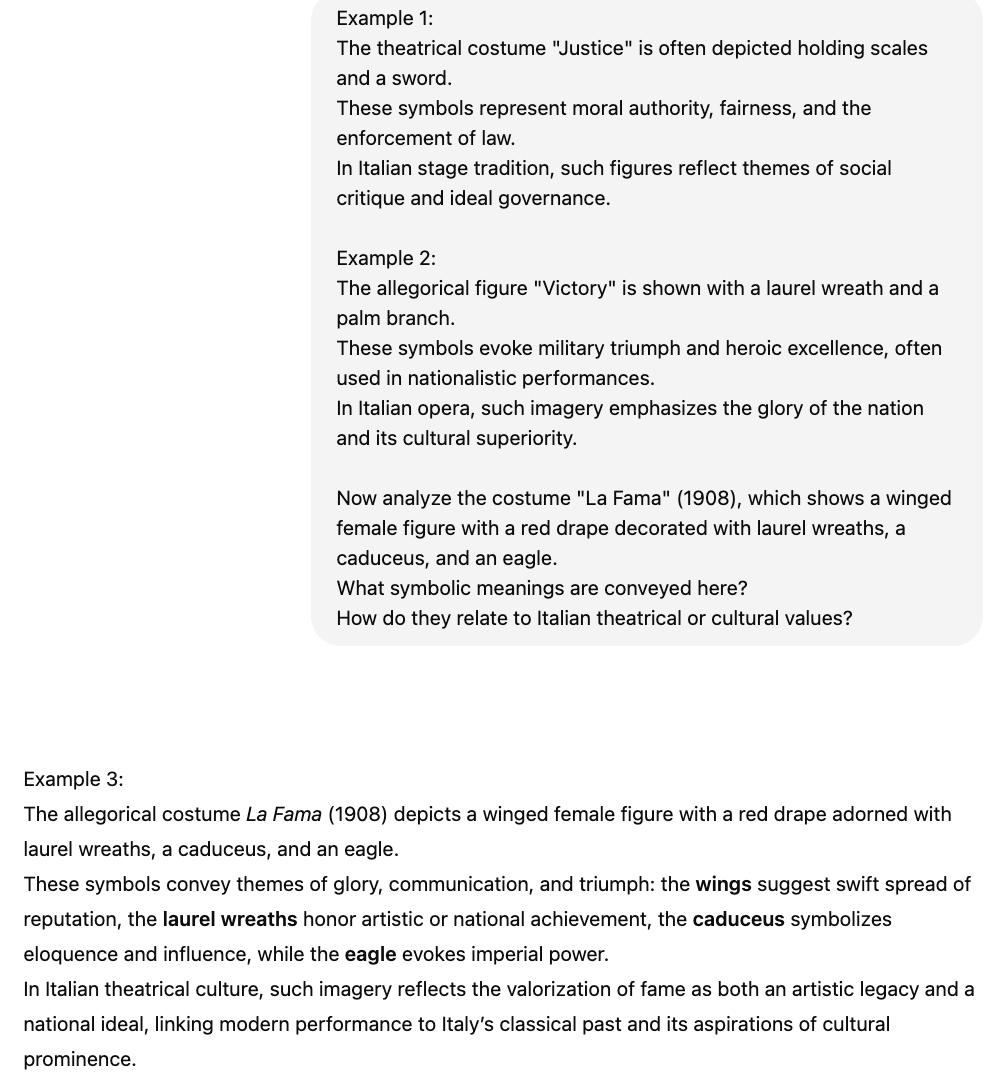 Example 1:
The theatrical costume "Justice" is often depicted holding scales
and a sword.
These symbols represent moral authority, fairness, and the
enforcement of law.
In Italian stage tradition, such figures reflect themes of social
critique and ideal governance.
Example 2:
The allegorical figure "Victory" is shown with a laurel wreath and a
palm branch.
These symbols evoke military triumph and heroic excellence, often
used in nationalistic performances.
In Italian opera, such imagery emphasizes the glory of the nation
and its cultural superiority.
Now analyze the costume "La Fama" (1908), which shows a winged
female figure with a red drape decorated with laurel wreaths, a
caduceus, and an eagle.
What symbolic meanings are conveyed here?
How do they relate to Italian theatrical or cultural values?
Example 3:
The allegorical costume La Fama (1908) depicts a winged female figure with a red drape adorned with
laurel wreaths, a caduceus, and an eagle.
These symbols convey themes of glory, communication, and triumph: the wings suggest swift spread of
reputation, the laurel wreaths honor artistic or national achievement, the caduceus symbolizes
eloquence and influence, while the eagle evokes imperial power.
In Italian theatrical culture, such imagery reflects the valorization of fame as both an artistic legacy and a
national ideal, linking modern performance to Italy’s classical past and its aspirations of cultural
prominence.